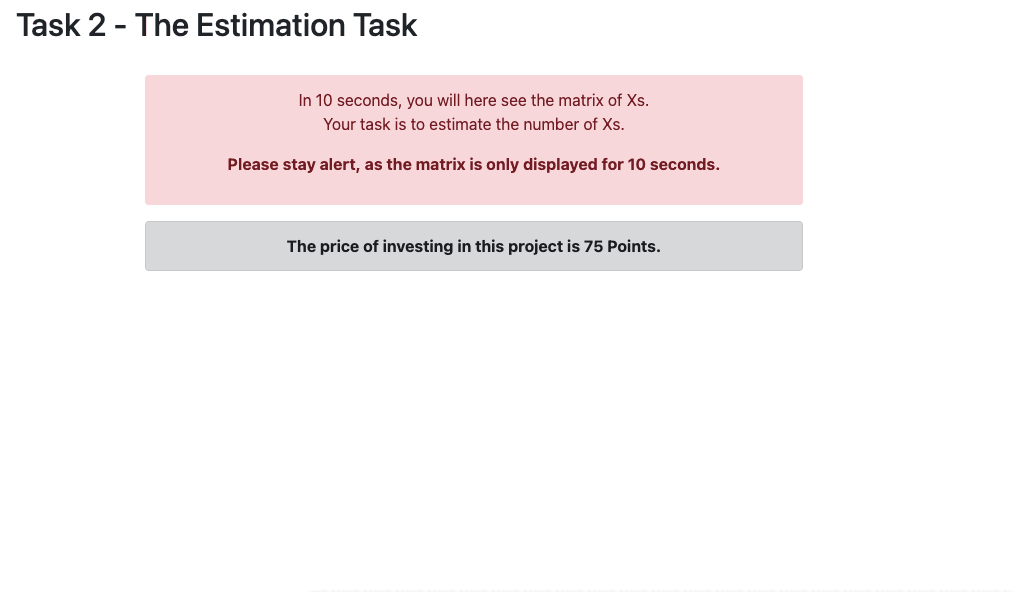 Task 2 - The Estimation Task
In 10 seconds, you will here see the matrix of Xs.
Your task is to estimate the number of Xs.
Please stay alert, as the matrix is only displayed for 10 seconds.
The price of investing in this project is 75 Points.